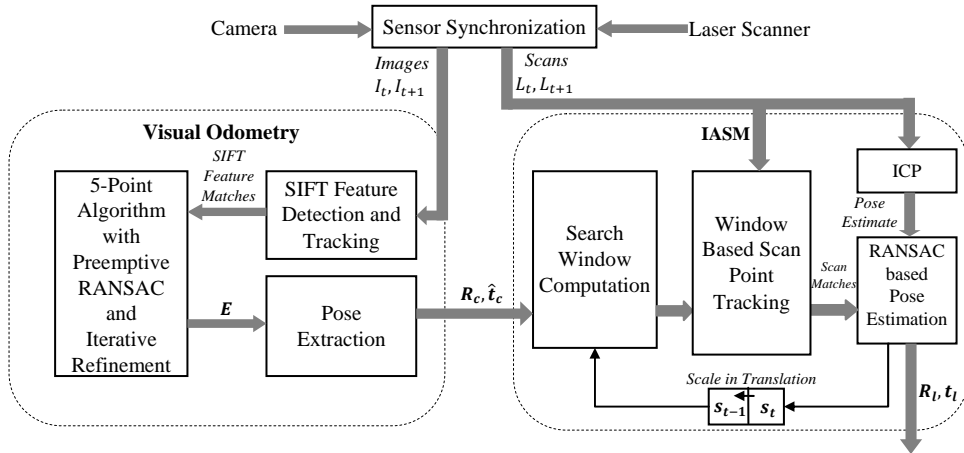 Camera
Sensor Synchronization
Laser Scanner
Images
I_t, I_{t+1}
Scans
L_t, L_{t+1}
Visual Odometry
SIFT
Feature
Matches
5-Point
Algorithm
with
Preemptive
RANSAC
and
Iterative
Refinement
SIFT Feature
Detection and
Tracking
E
Pose
Extraction
R_c, t̂_c
IASM
Search
Window
Computation
Window
Based Scan
Point
Tracking
ICP
Pose
Estimate
Scan
Matches
RANSAC
based
Pose
Estimation
Scale in Translation
s_{t-1}
s_t
R_l, t_l